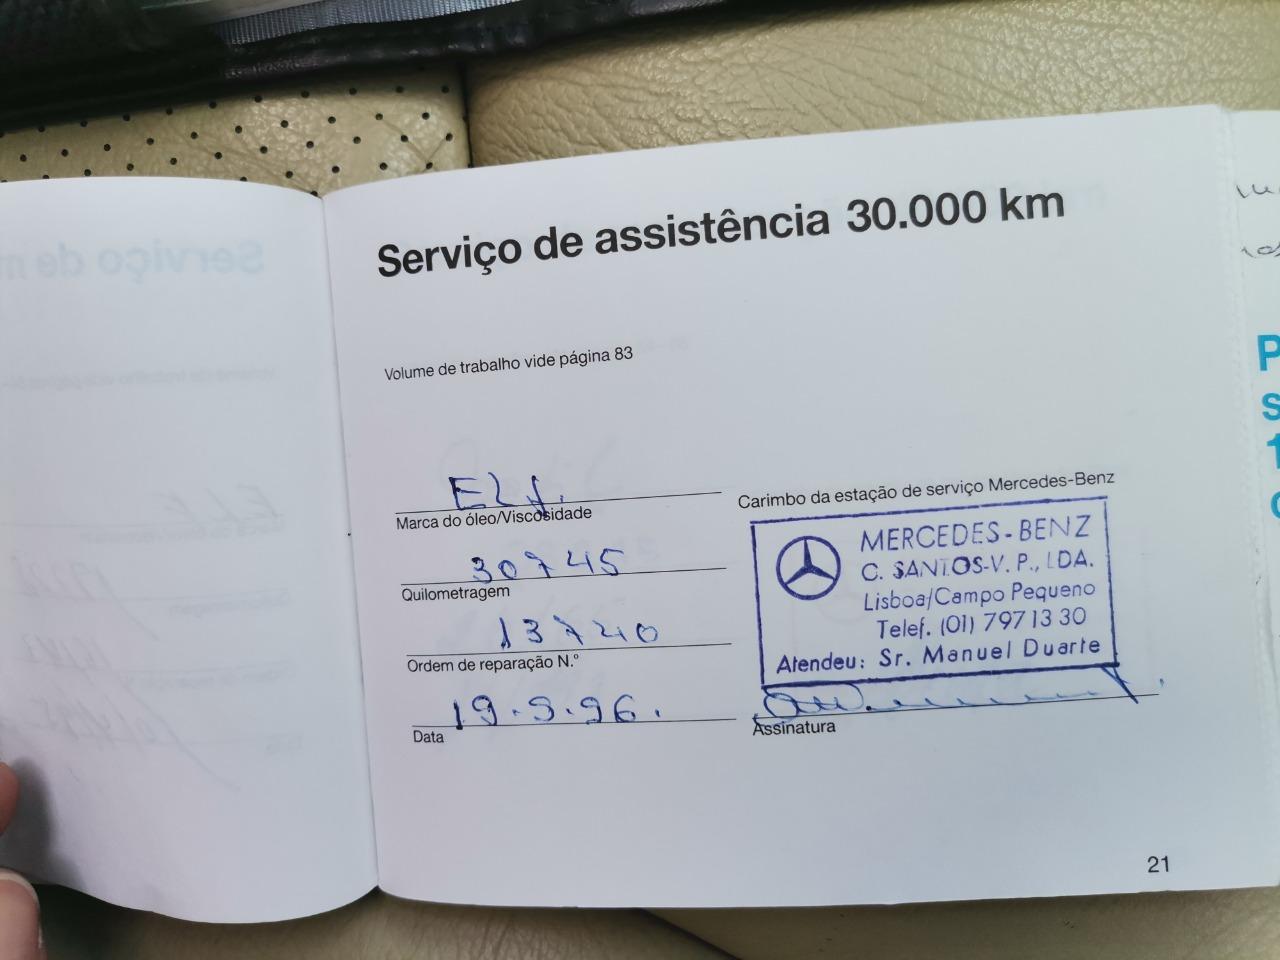 Serviço de assistência 30.000 km
Volume de trabalho vide página 83
Elf.
Marca do óleo/Viscosidade
30745
Quilometragem
13740
Ordem de reparação N.°
19.9.96.
Data
Carimbo da estação de serviço Mercedes-Benz
MERCEDES-BENZ
C. SANTOS-V. P., LDA.
Lisboa/Campo Pequeno
Telef. (01) 797 13 30
Atendeu: Sr. Manuel Duarte
Assinatura
21